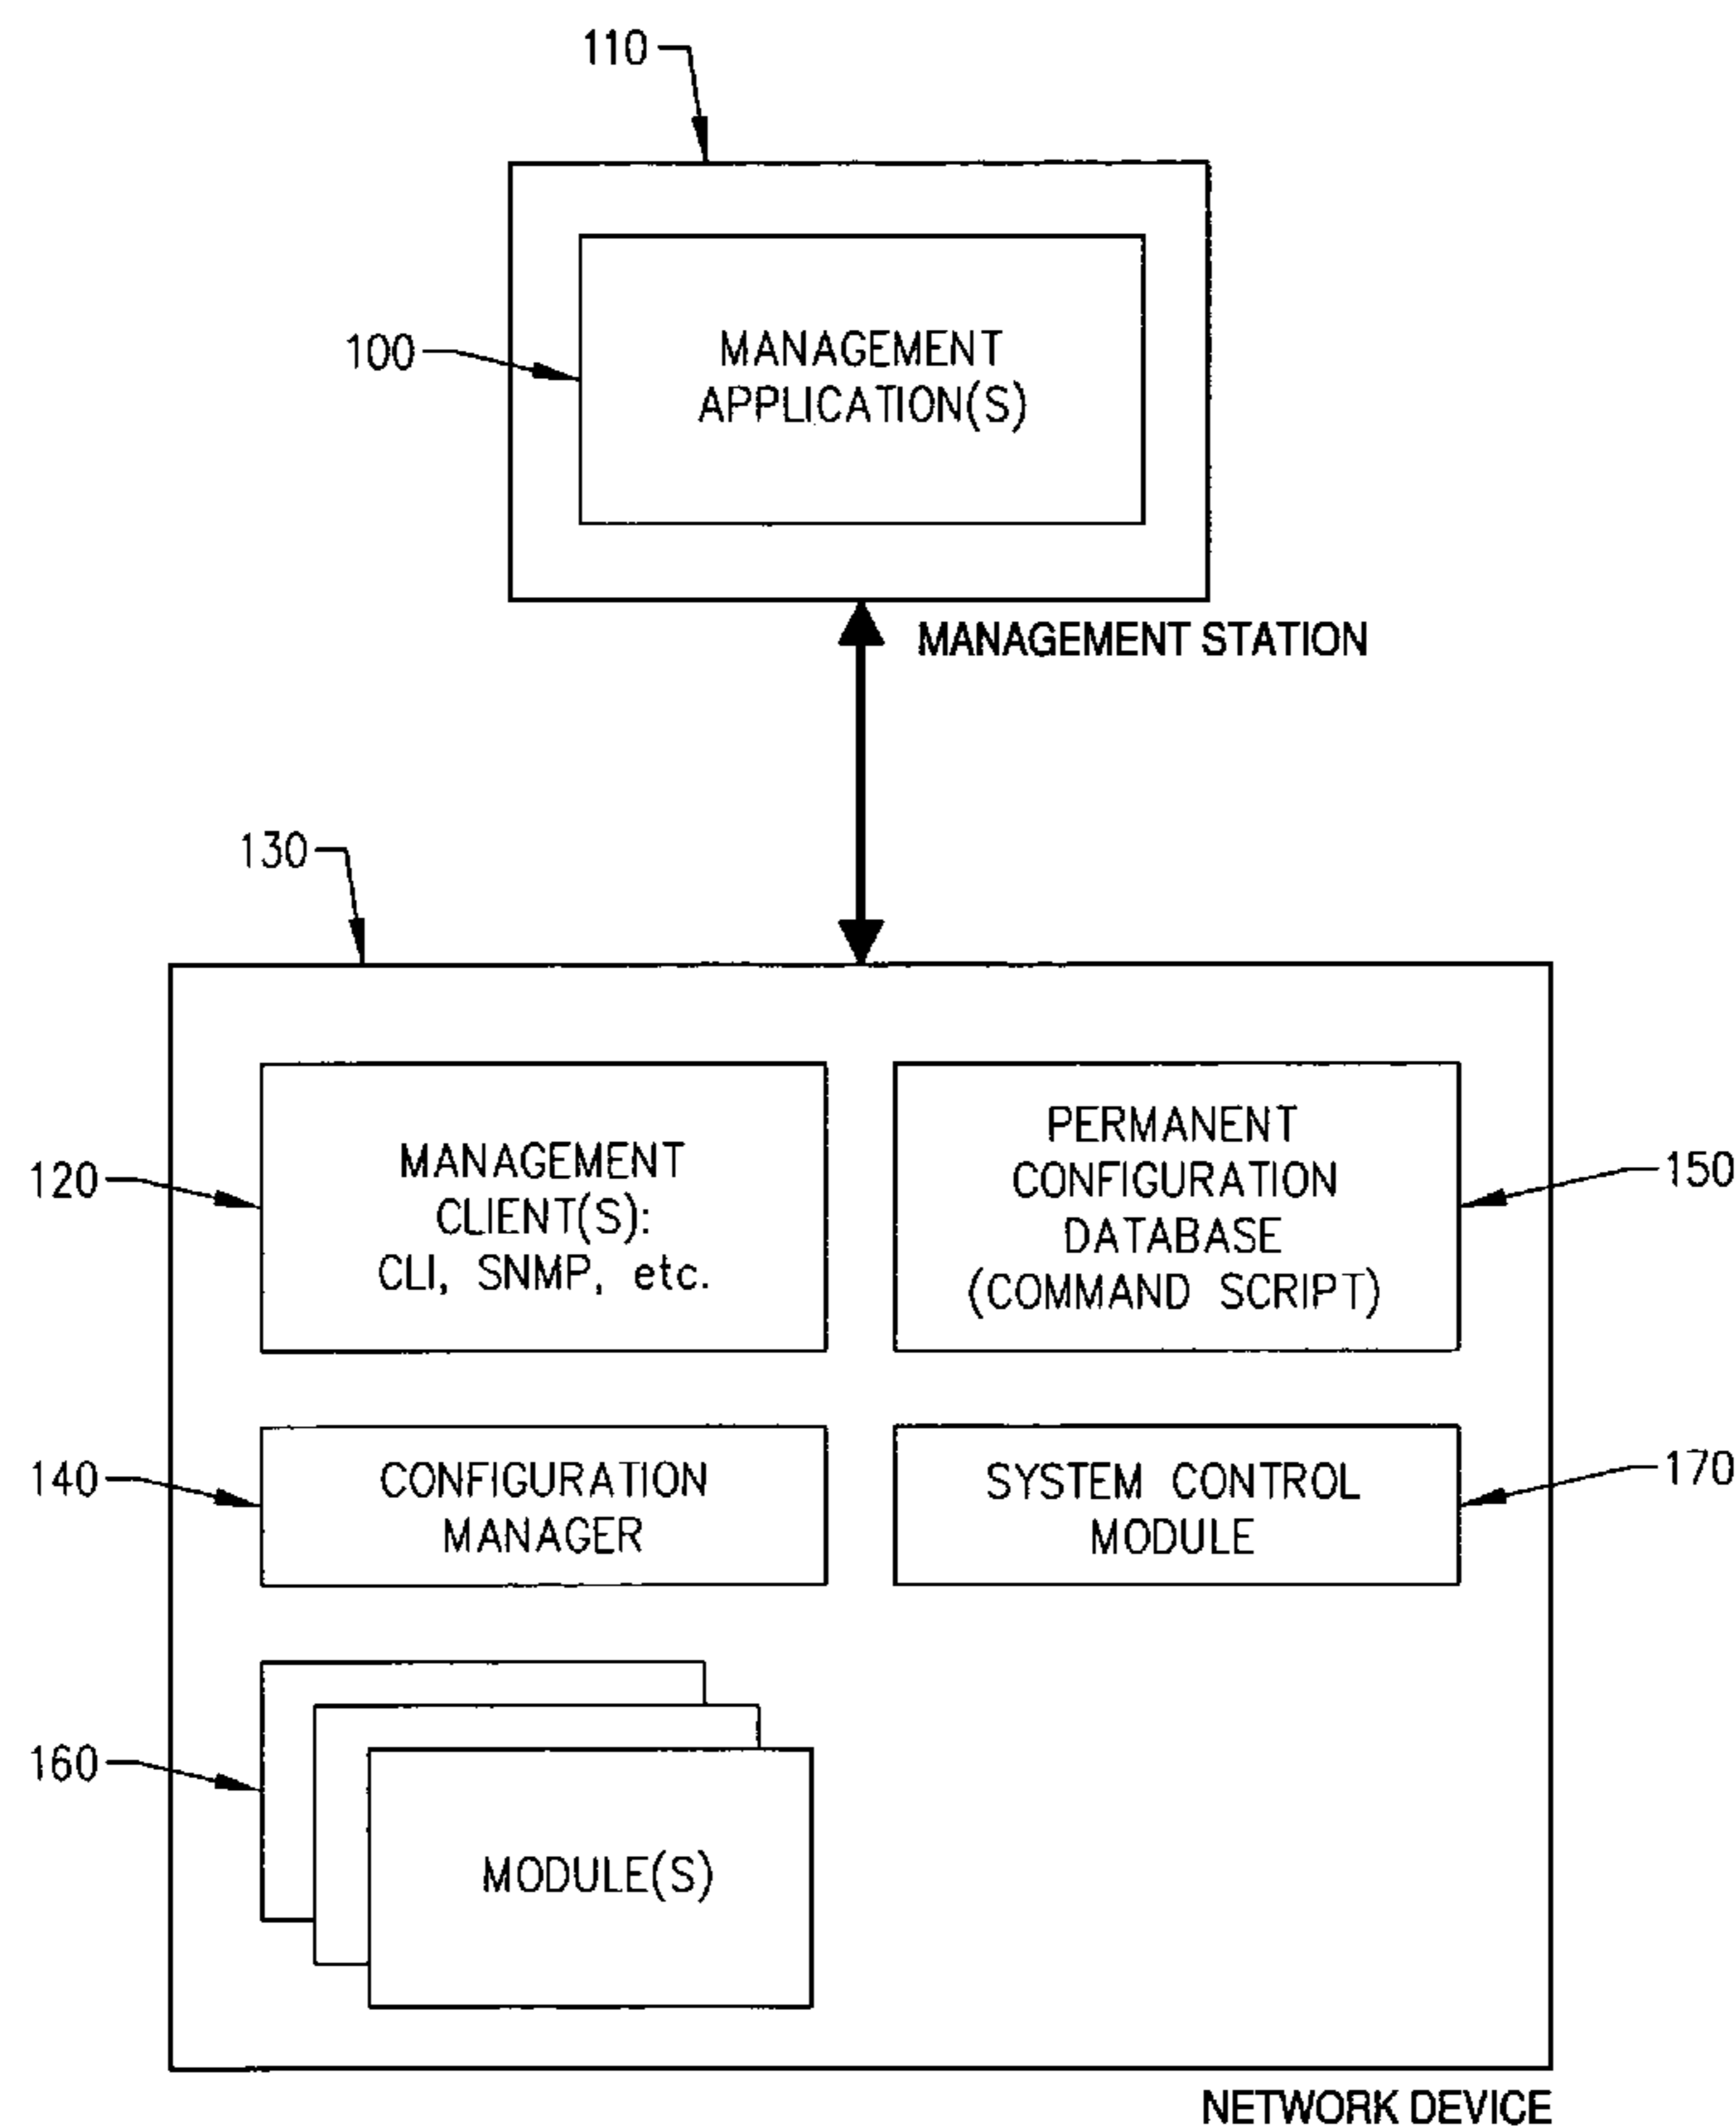 110
100
MANAGEMENT
APPLICATION(S)
MANAGEMENT STATION
130
120
MANAGEMENT
CLIENT(S):
CLI, SNMP, etc.
PERMANENT
CONFIGURATION
DATABASE
(COMMAND SCRIPT)
150
140
CONFIGURATION
MANAGER
SYSTEM CONTROL
MODULE
170
160
MODULE(S)
NETWORK DEVICE